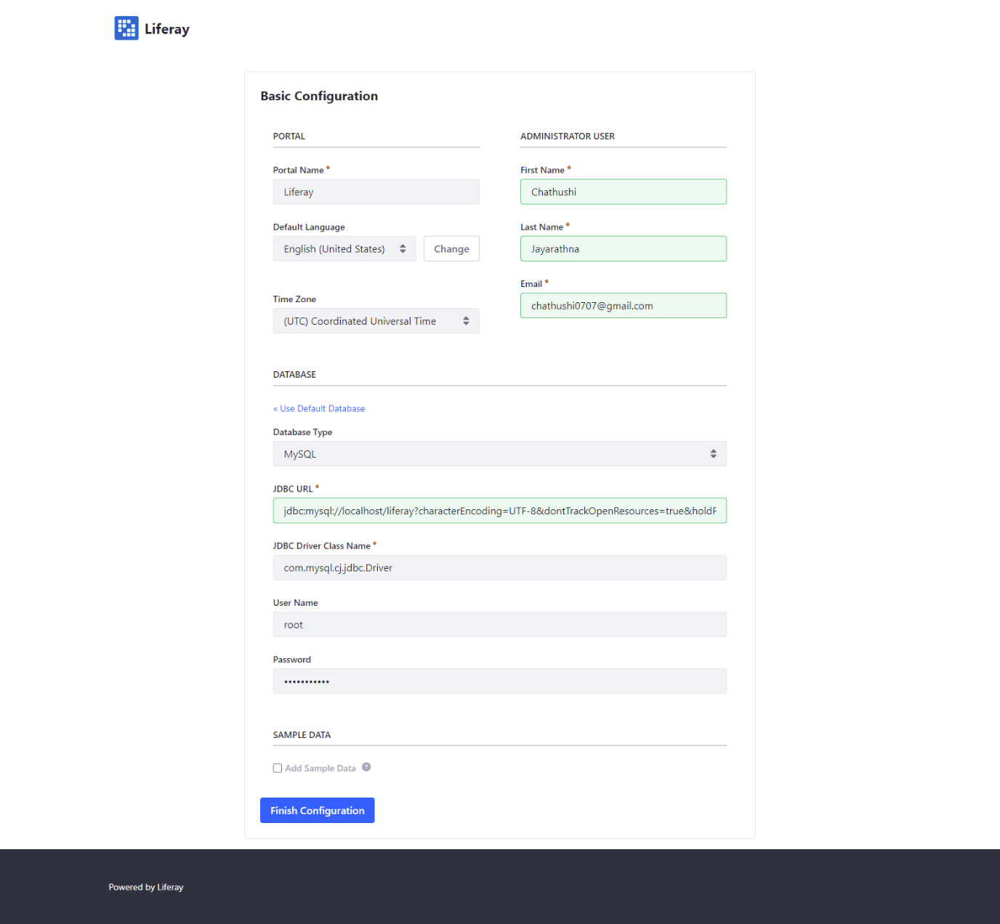 Liferay
Basic Configuration
PORTAL
Portal Name *
Liferay
Default Language
English (United States)
Change
Time Zone
(UTC) Coordinated Universal Time
ADMINISTRATOR USER
First Name *
Chathushi
Last Name *
Jayarathna
Email *
chathushi0707@gmail.com
DATABASE
« Use Default Database
Database Type
MySQL
JDBC URL *
jdbc:mysql://localhost/liferay?characterEncoding=UTF-8&dontTrackOpenResources=true&holdF
JDBC Driver Class Name *
com.mysql.cj.jdbc.Driver
User Name
root
Password
•••••••••••
SAMPLE DATA
Add Sample Data ?
Finish Configuration
Powered by Liferay